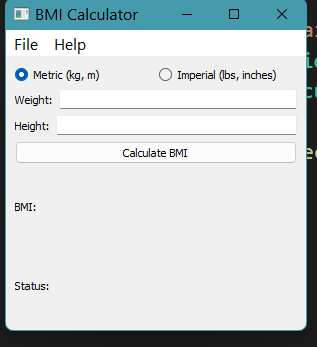 BMI Calculator
File Help
Metric (kg, m) Imperial (lbs, inches)
Weight:
Height:
Calculate BMI
BMI:
Status: